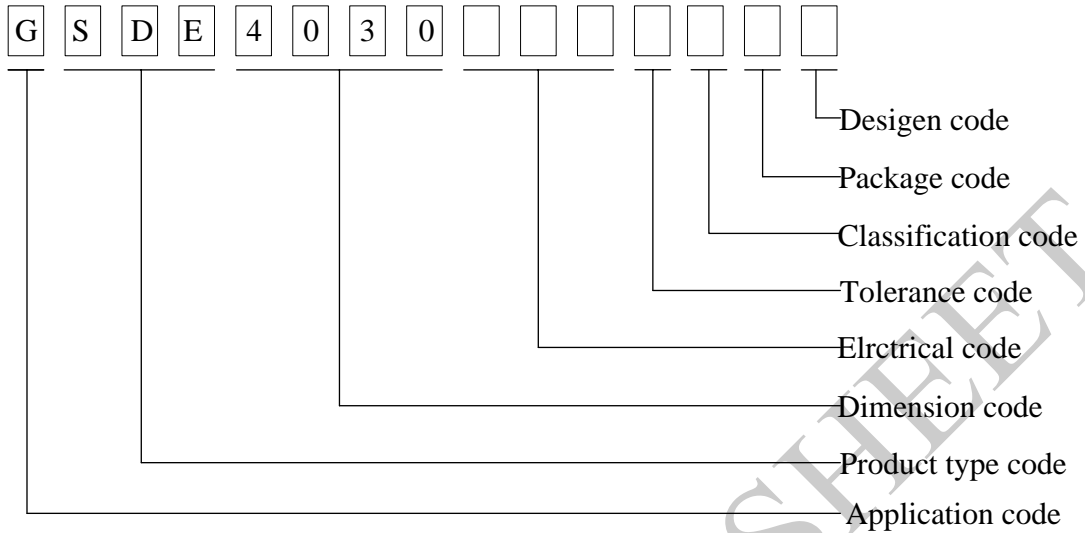 G S D E 4 0 3 0
Desigen code
Package code
Classification code
Tolerance code
Elrctrical code
Dimension code
Product type code
Application code
SHEET